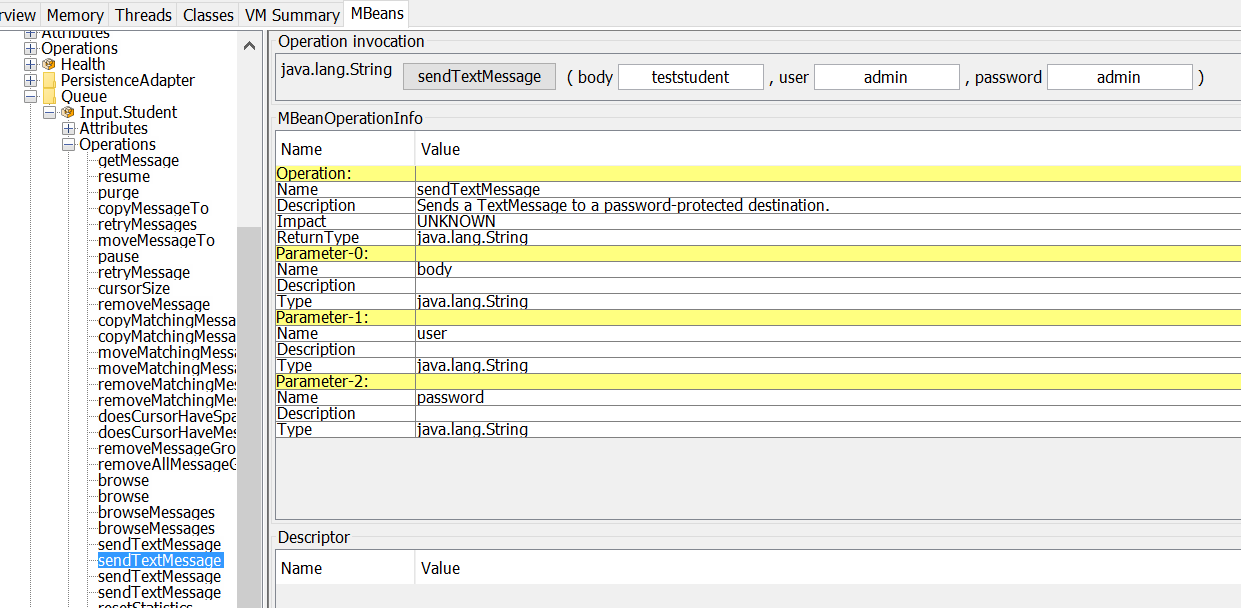 rview Memory Threads Classes VM Summary MBeans
Attributes
Operations
Health
PersistenceAdapter
Queue
Input.Student
Attributes
Operations
getMessage
resume
purge
copyMessageTo
retryMessages
moveMessageTo
pause
retryMessage
cursorSize
removeMessage
copyMatchingMessa
copyMatchingMessa
moveMatchingMessa
moveMatchingMessa
removeMatchingMes
removeMatchingMes
doesCursorHaveSpa
doesCursorHaveMes
removeMessageGro
removeAllMessageG
browse
browse
browseMessages
browseMessages
sendTextMessage
sendTextMessage
sendTextMessage
sendTextMessage
resetStatistics
Operation invocation
java.lang.String sendTextMessage ( body teststudent , user admin , password admin )
MBeanOperationInfo
Name Value
Operation:
Name sendTextMessage
Description Sends a TextMessage to a password-protected destination.
Impact UNKNOWN
ReturnType java.lang.String
Parameter-0:
Name body
Description
Type java.lang.String
Parameter-1:
Name user
Description
Type java.lang.String
Parameter-2:
Name password
Description
Type java.lang.String
Descriptor
Name Value